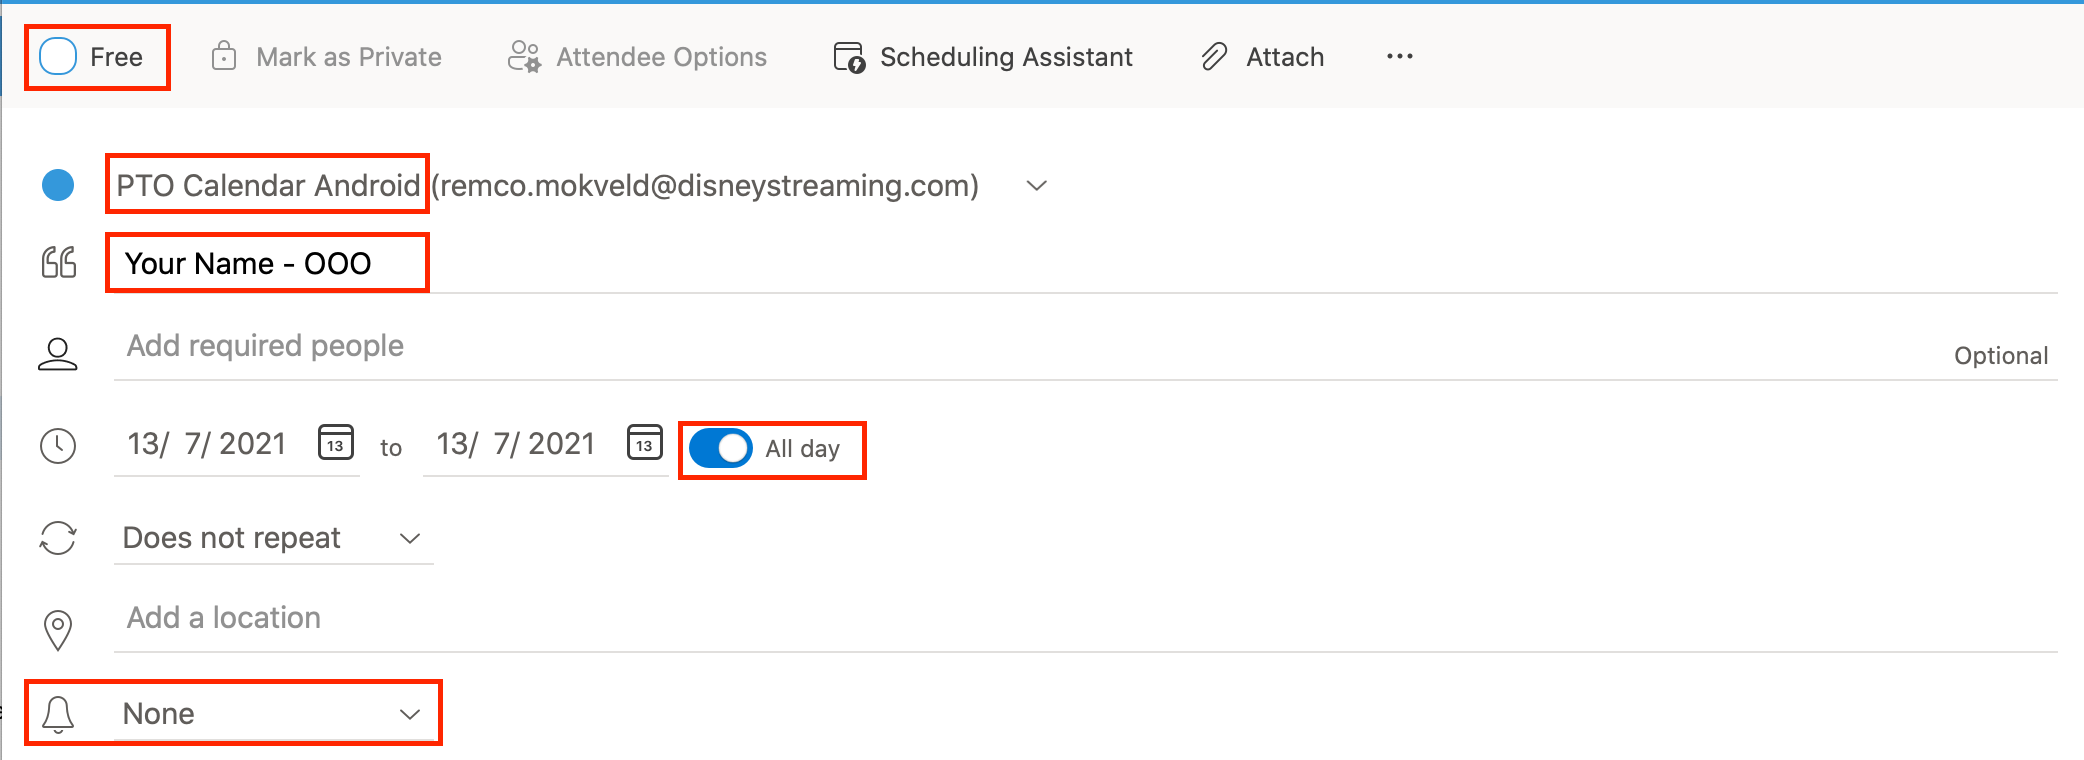 Free Mark as Private Attendee Options Scheduling Assistant Attach ...
PTO Calendar Android (remco.mokveld@disneystreaming.com)
Your Name - OOO
Add required people
Optional
13/ 7/ 2021 13 to 13/ 7/ 2021 13 All day
Does not repeat
Add a location
None